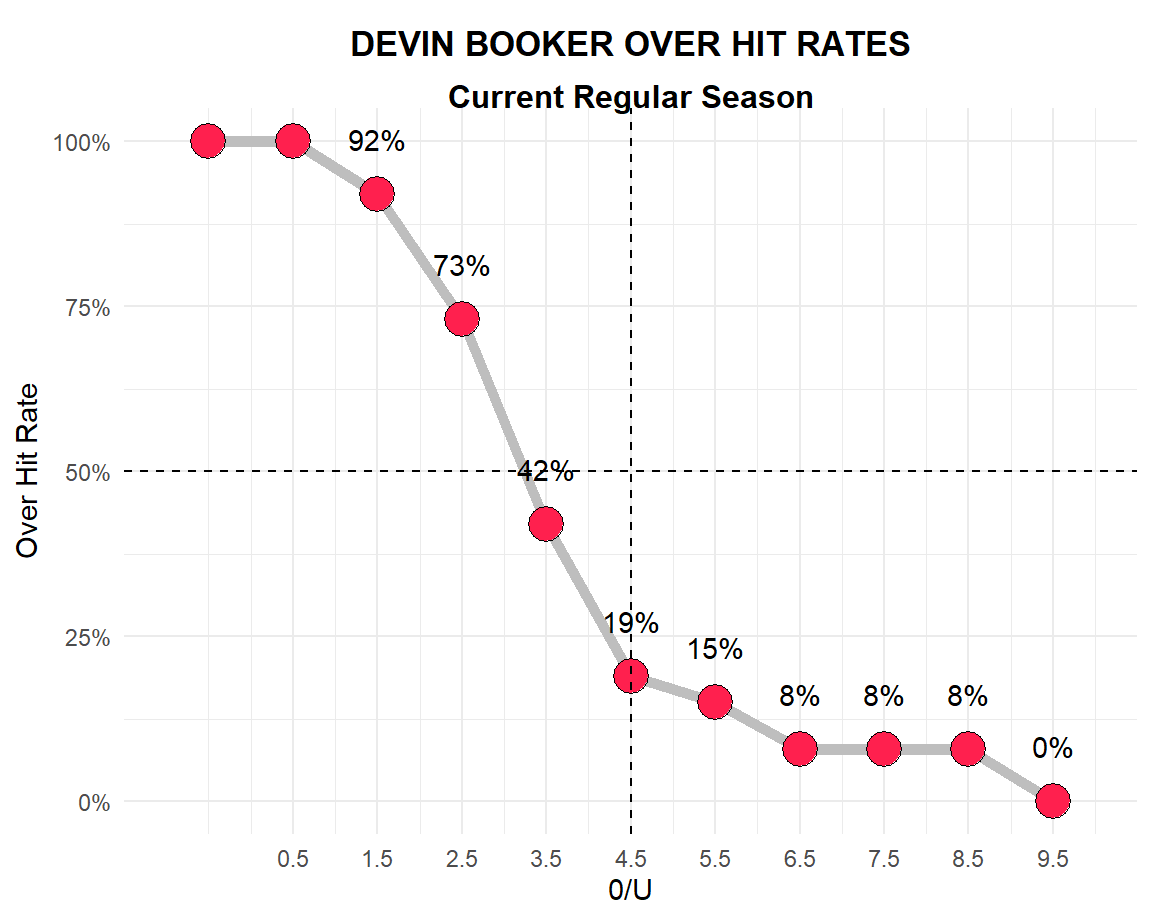 DEVIN BOOKER OVER HIT RATES
Current Regular Season
Over Hit Rate
100%
75%
50%
25%
0%
92%
73%
42%
19%
15%
8%
8%
8%
0%
0.5 1.5 2.5 3.5 4.5 5.5 6.5 7.5 8.5 9.5
0/U